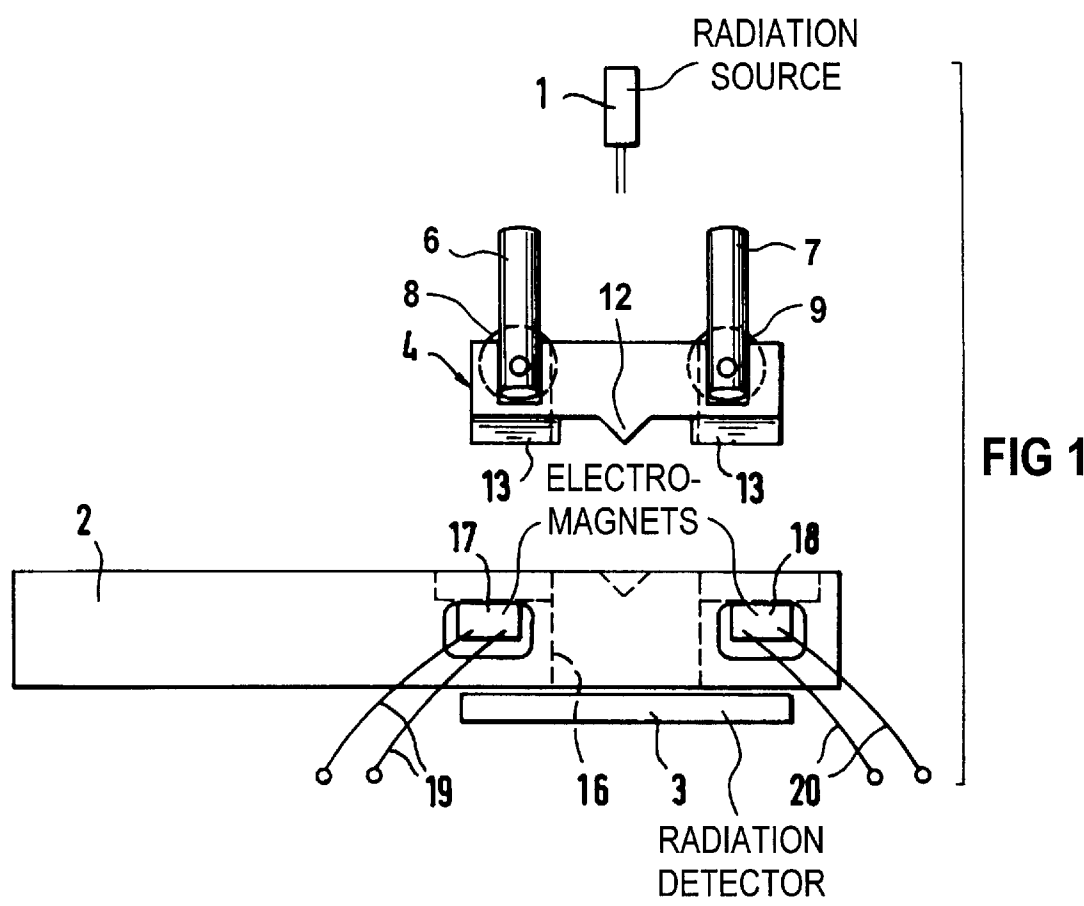 RADIATION
SOURCE
1
6
7
8
12
9
4
13
13
FIG 1
ELECTRO-
MAGNETS
2
17
18
19
16
3
20
RADIATION
DETECTOR